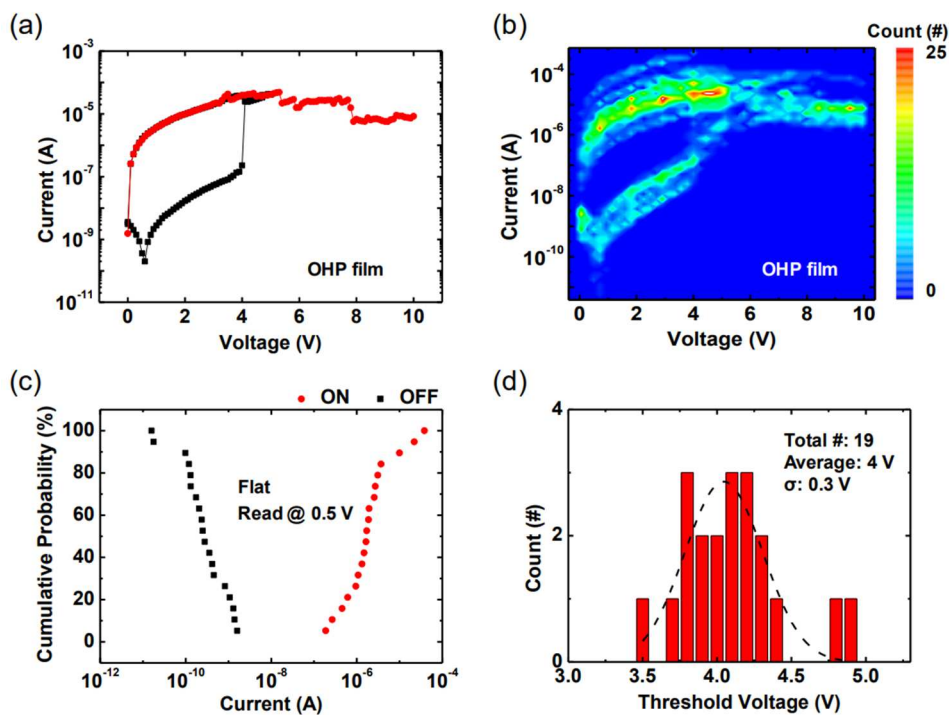 (a)
10⁻³
10⁻⁵
10⁻⁷
10⁻⁹
10⁻¹¹
Current (A)
OHP film
0 2 4 6 8 10
Voltage (V)
(b)
10⁻⁴
10⁻⁶
10⁻⁸
10⁻¹⁰
Current (A)
OHP film
0 2 4 6 8 10
Voltage (V)
Count (#)
25
0
(c)
ON OFF
100
80
60
40
20
0
Cumulative Probability (%)
Flat
Read @ 0.5 V
10⁻¹² 10⁻¹⁰ 10⁻⁸ 10⁻⁶ 10⁻⁴
Current (A)
(d)
4
2
0
Count (#)
Total #: 19
Average: 4 V
σ: 0.3 V
3.0 3.5 4.0 4.5 5.0
Threshold Voltage (V)